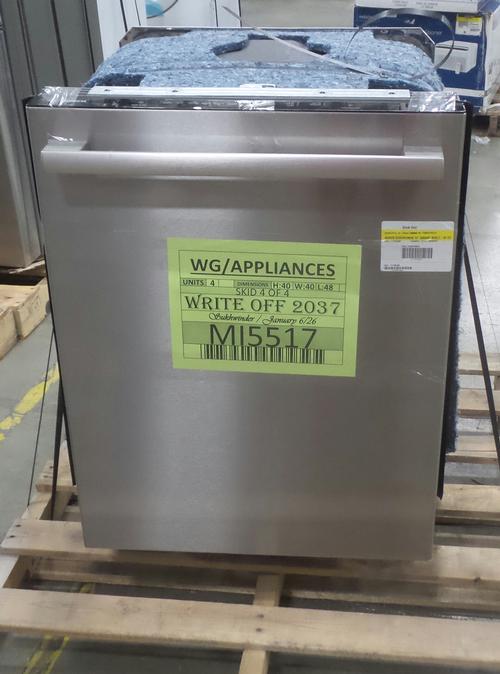 WG/APPLIANCES
UNITS 4 DIMENSIONS H:40 W:40 L:48
SKID 4 OF 4
WRITE OFF 2037
Sukhwinder / January 6/26
MI5517